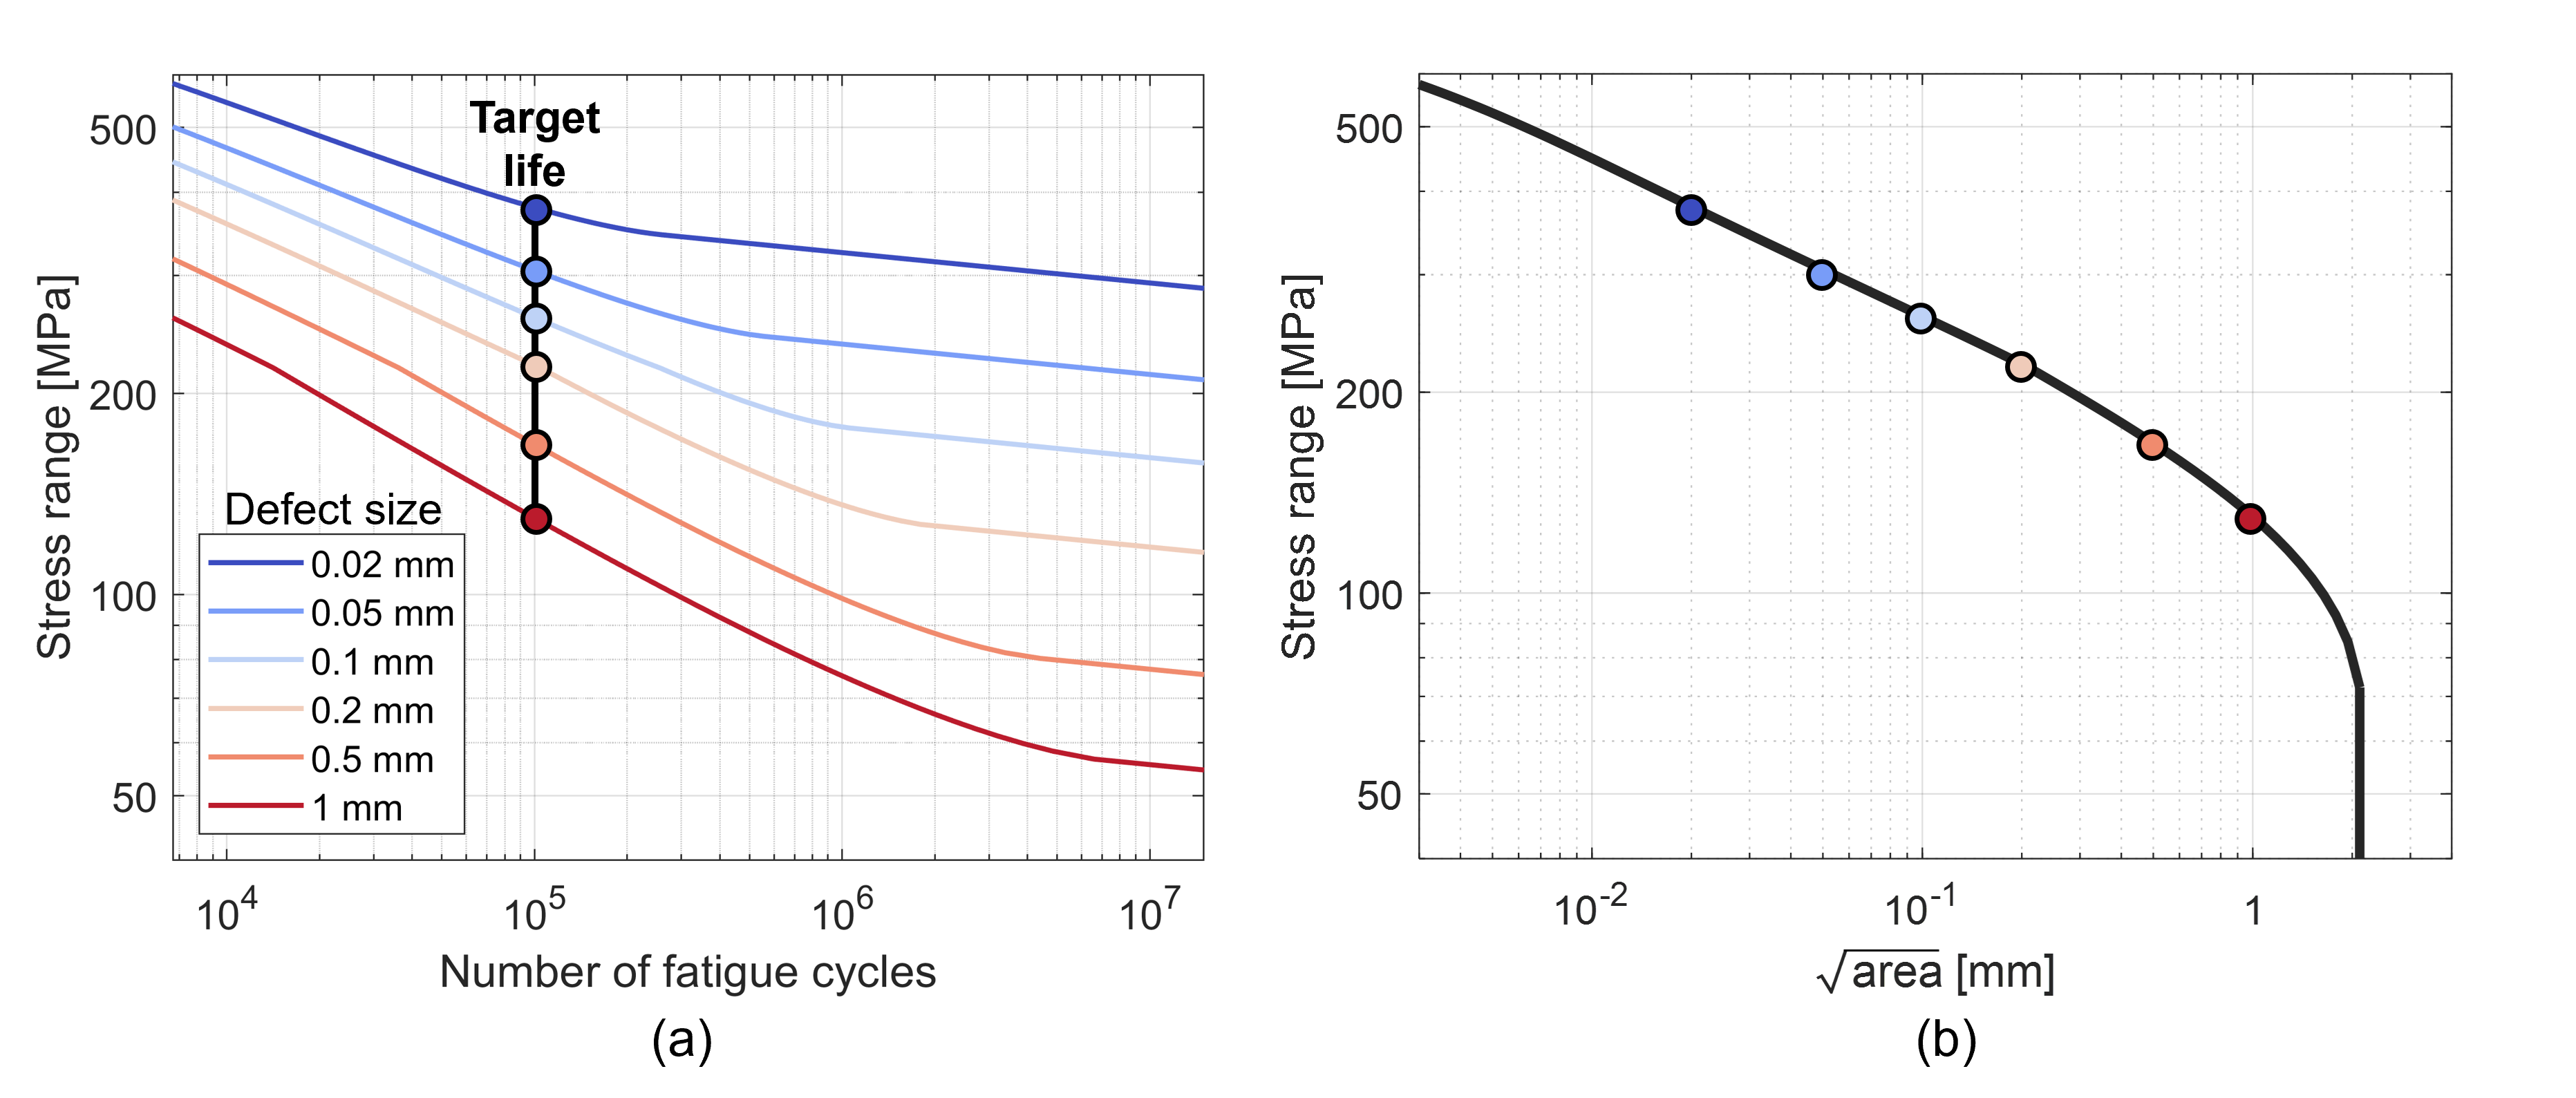 Stress range [MPa]
500
200
100
50
Target
life
Defect size
0.02 mm
0.05 mm
0.1 mm
0.2 mm
0.5 mm
1 mm
10^4 10^5 10^6 10^7
Number of fatigue cycles
(a)
Stress range [MPa]
500
200
100
50
10^-2 10^-1 1
√area [mm]
(b)